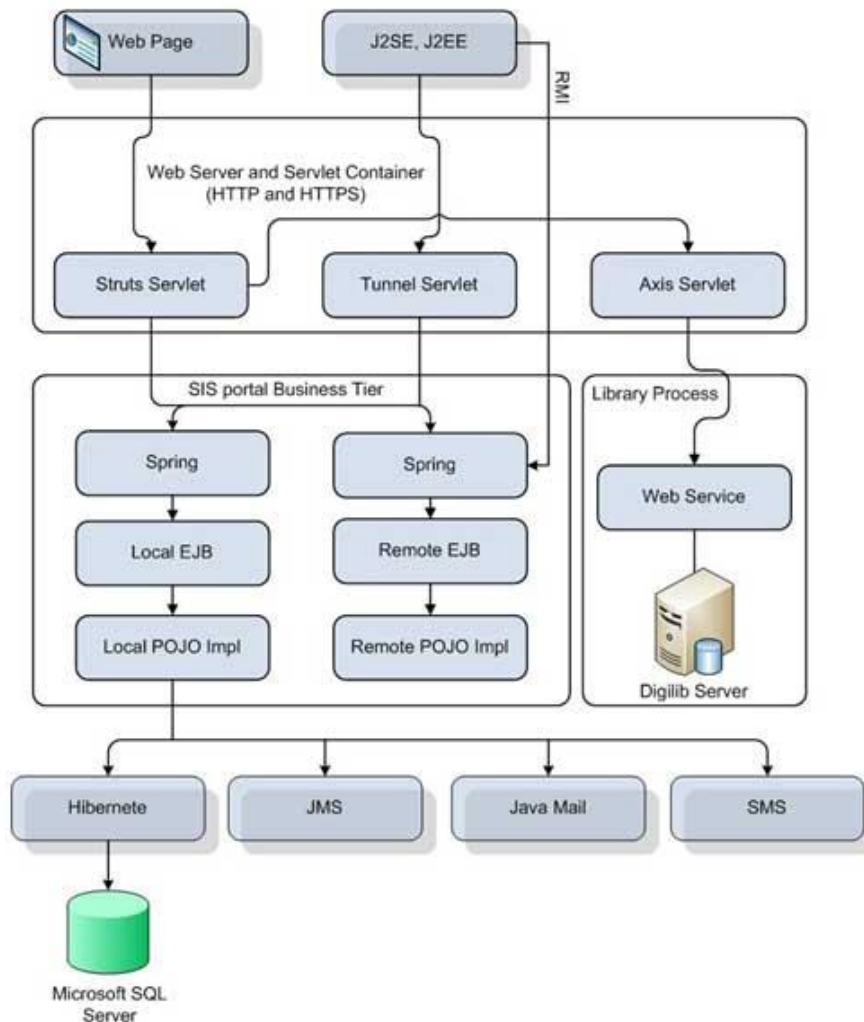 Web Page
J2SE, J2EE
RMI
Web Server and Servlet Container
(HTTP and HTTPS)
Struts Servlet
Tunnel Servlet
Axis Servlet
SIS portal Business Tier
Library Process
Spring
Spring
Web Service
Local EJB
Remote EJB
Local POJO Impl
Remote POJO Impl
Digilib Server
Hibernete
JMS
Java Mail
SMS
Microsoft SQL
Server